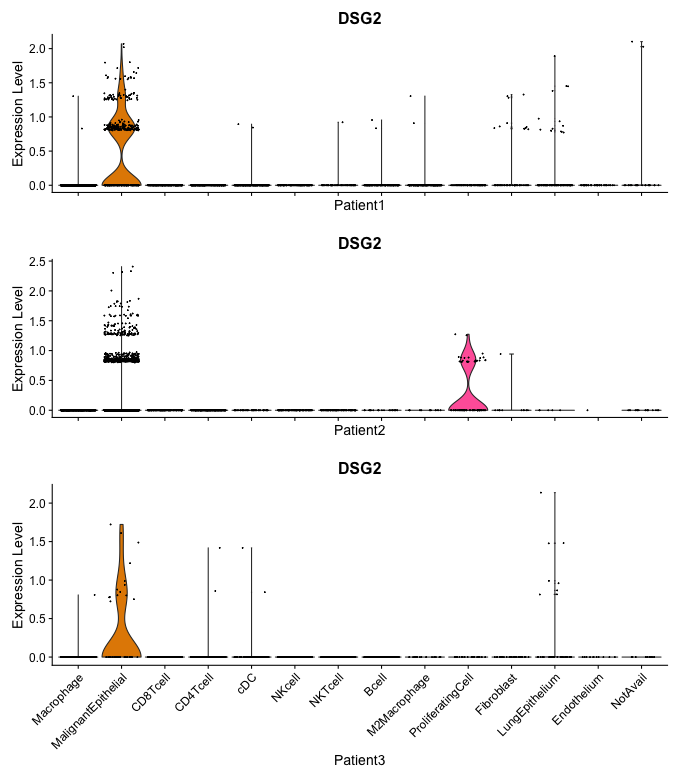 DSG2
Expression Level
2.0
1.5
1.0
0.5
0.0
Patient1
DSG2
Expression Level
2.5
2.0
1.5
1.0
0.5
0.0
Patient2
DSG2
Expression Level
2.0
1.5
1.0
0.5
0.0
Macrophage
MalignantEpithelial
CD8Tcell
CD4Tcell
cDC
NKcell
NKTcell
Bcell
M2Macrophage
ProliferatingCell
Fibroblast
LungEpithelium
Endothelium
NotAvail
Patient3